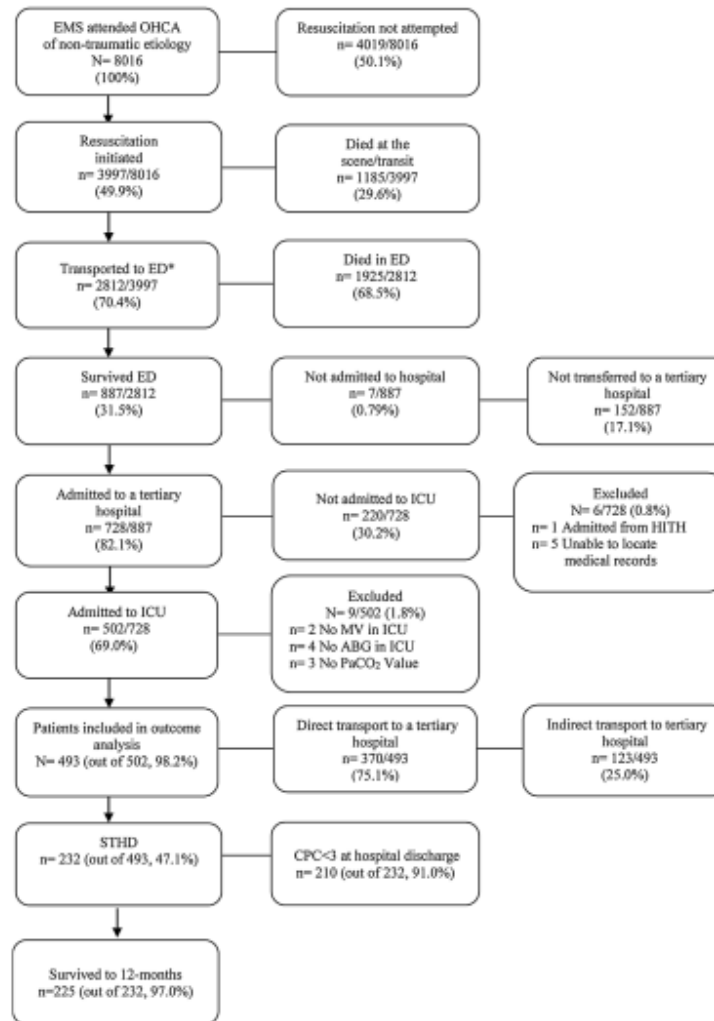 EMS attended OHCA
of non-traumatic etiology
N= 8016
(100%)
Resuscitation not attempted
n= 4019/8016
(50.1%)
Resuscitation
initiated
n= 3997/8016
(49.9%)
Died at the
scene/transit
n= 1185/3997
(29.6%)
Transported to ED*
n= 2812/3997
(70.4%)
Died in ED
n= 1925/2812
(68.5%)
Survived ED
n= 887/2812
(31.5%)
Not admitted to hospital
n= 7/887
(0.79%)
Not transferred to a tertiary
hospital
n= 152/887
(17.1%)
Admitted to a tertiary
hospital
n= 728/887
(82.1%)
Not admitted to ICU
n= 220/728
(30.2%)
Excluded
N= 6/728 (0.8%)
n= 1 Admitted from HITH
n= 5 Unable to locate
medical records
Admitted to ICU
n= 502/728
(69.0%)
Excluded
N= 9/502 (1.8%)
n= 2 No MV in ICU
n= 4 No ABG in ICU
n= 3 No PaCO₂ Value
Patients included in outcome
analysis
N= 493 (out of 502, 98.2%)
Direct transport to a tertiary
hospital
n= 370/493
(75.1%)
Indirect transport to tertiary
hospital
n= 123/493
(25.0%)
STHD
n= 232 (out of 493, 47.1%)
CPC<3 at hospital discharge
n= 210 (out of 232, 91.0%)
Survived to 12-months
n=225 (out of 232, 97.0%)